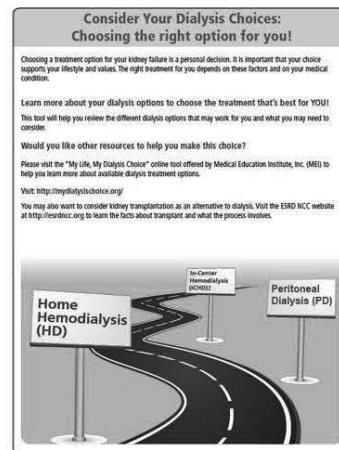 Consider Your Dialysis Choices:
Choosing the right option for you!
Choosing a treatment option for your kidney failure is a personal decision. It is important that your choice
supports your lifestyle and values. The right treatment for you depends on these factors and on your medical
condition.
Learn more about your dialysis options to choose the treatment that's best for YOU!
This tool will help you review the different dialysis options that may work for you and what you may need to
consider.
Would you like other resources to help you make this choice?
Please visit the "My Life, My Dialysis Choice" online tool offered by Medical Education Institute, Inc. (MEI) to
help you learn more about available dialysis treatment options.
Visit: http://mydialysischoice.org/
You may also want to consider kidney transplantation as an alternative to dialysis. Visit the ESRD NCC website
at http://esrdncc.org to learn the facts about transplant and what the process involves.
In-Center
Hemodialysis
(ICHD)?
Peritoneal
Dialysis (PD)
Home
Hemodialysis
(HD)